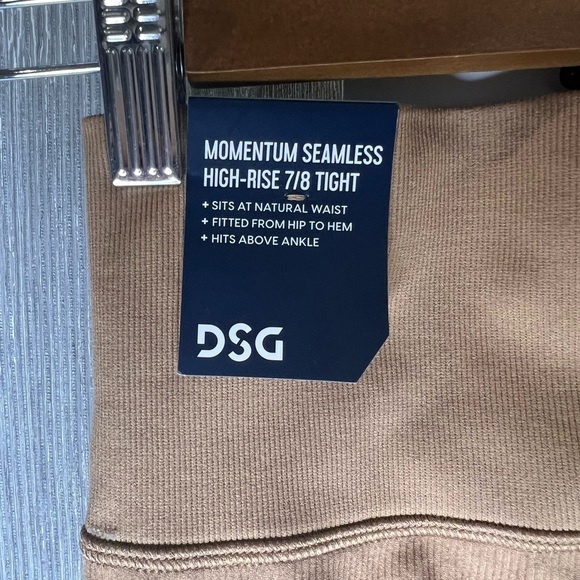 MOMENTUM SEAMLESS
HIGH-RISE 7/8 TIGHT
+ SITS AT NATURAL WAIST
+ FITTED FROM HIP TO HEM
+ HITS ABOVE ANKLE
DSG